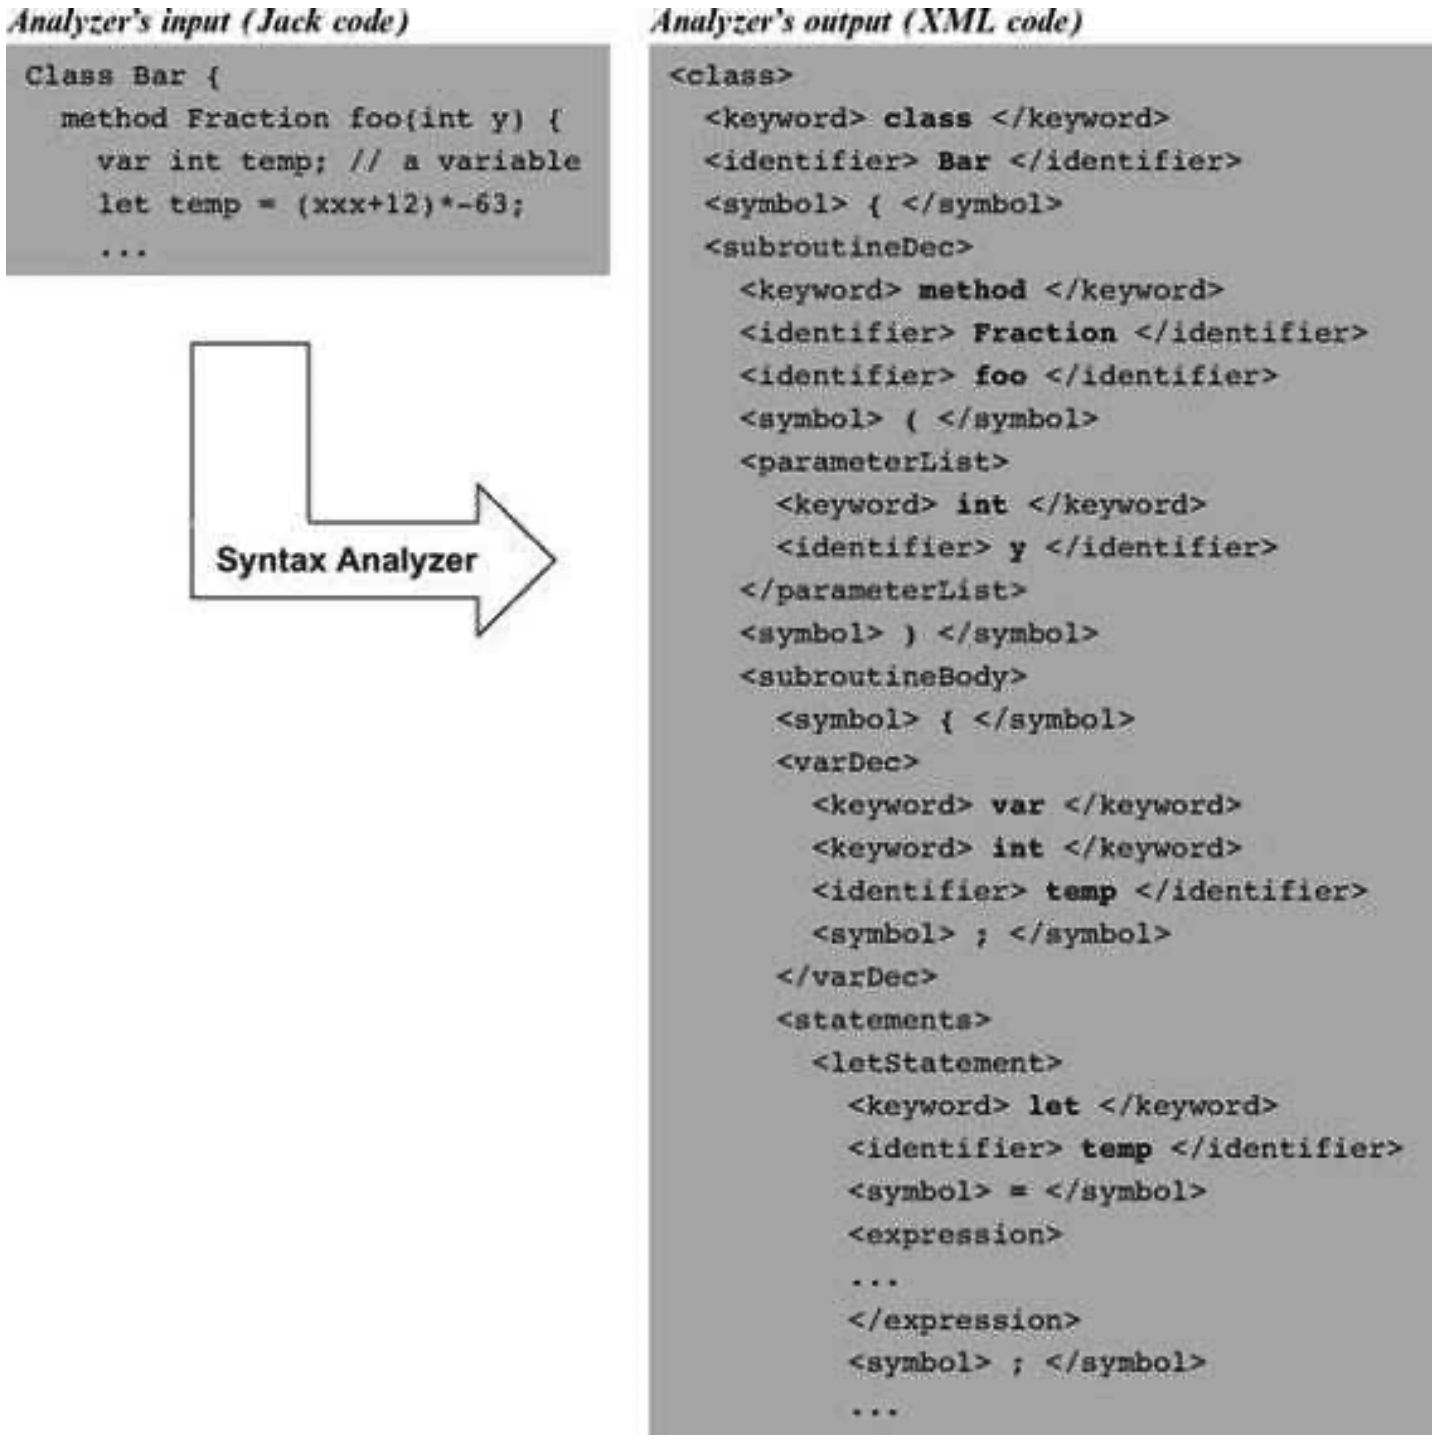 Analyzer's input (Jack code)
Class Bar {
method Fraction foo(int y) {
var int temp; // a variable
let temp = (xxx+12)*-63;
...
Syntax Analyzer
Analyzer's output (XML code)
<class>
<keyword> class </keyword>
<identifier> Bar </identifier>
<symbol> { </symbol>
<subroutineDec>
<keyword> method </keyword>
<identifier> Fraction </identifier>
<identifier> foo </identifier>
<symbol> ( </symbol>
<parameterList>
<keyword> int </keyword>
<identifier> y </identifier>
</parameterList>
<symbol> ) </symbol>
<subroutineBody>
<symbol> { </symbol>
<varDec>
<keyword> var </keyword>
<keyword> int </keyword>
<identifier> temp </identifier>
<symbol> ; </symbol>
</varDec>
<statements>
<letStatement>
<keyword> let </keyword>
<identifier> temp </identifier>
<symbol> = </symbol>
<expression>
...
</expression>
<symbol> ; </symbol>
...